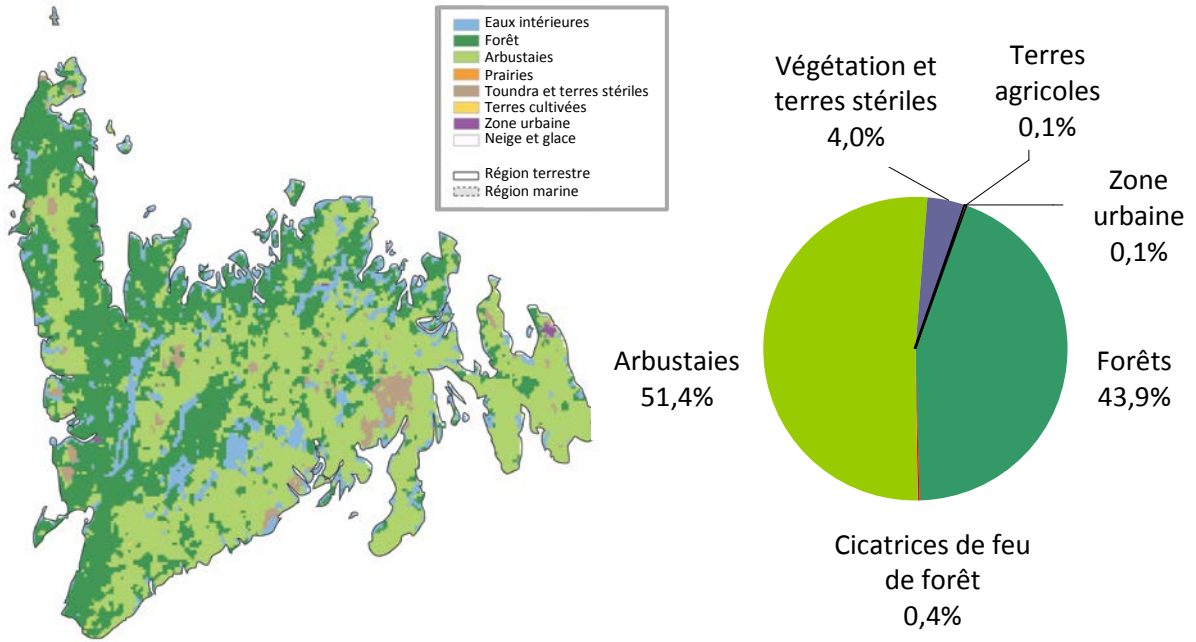 Eaux intérieures
Forêt
Arbustaies
Prairies
Toundra et terres stériles
Terres cultivées
Zone urbaine
Neige et glace
Région terrestre
Région marine
Végétation et
terres stériles
4,0%
Terres
agricoles
0,1%
Zone
urbaine
0,1%
Arbustaies
51,4%
Forêts
43,9%
Cicatrices de feu
de forêt
0,4%